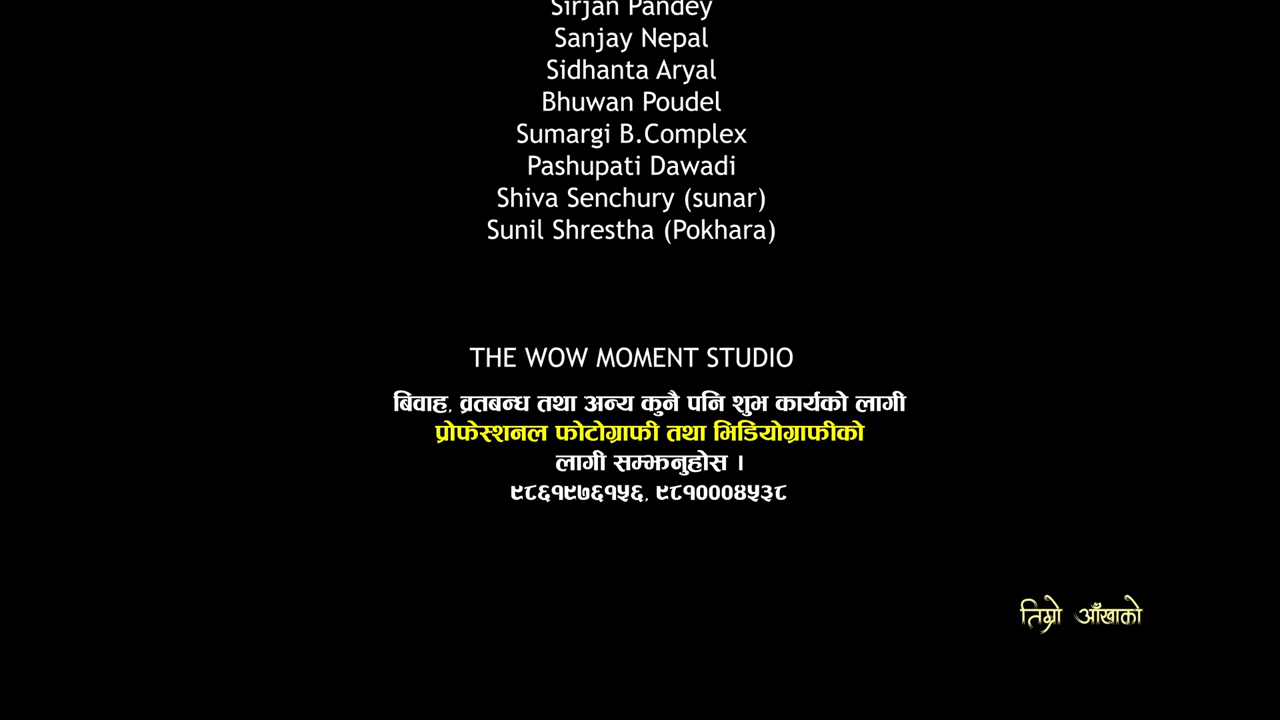 Sirjan Pandey
Sanjay Nepal
Sidhanta Aryal
Bhuwan Poudel
Sumargi B.Complex
Pashupati Dawadi
Shiva Senchury (sunar)
Sunil Shrestha (Pokhara)
THE WOW MOMENT STUDIO
बिवाह, व्रतबन्ध तथा अन्य कुनै पनि शुभ कार्यको लागी
प्रोफेस्शनल फोटोग्राफी तथा भिडियोग्राफीको
लागी सम्झनुहोस ।
९८६१९७६१५६, ९८१०००४५३८
तिम्रो आँखाको